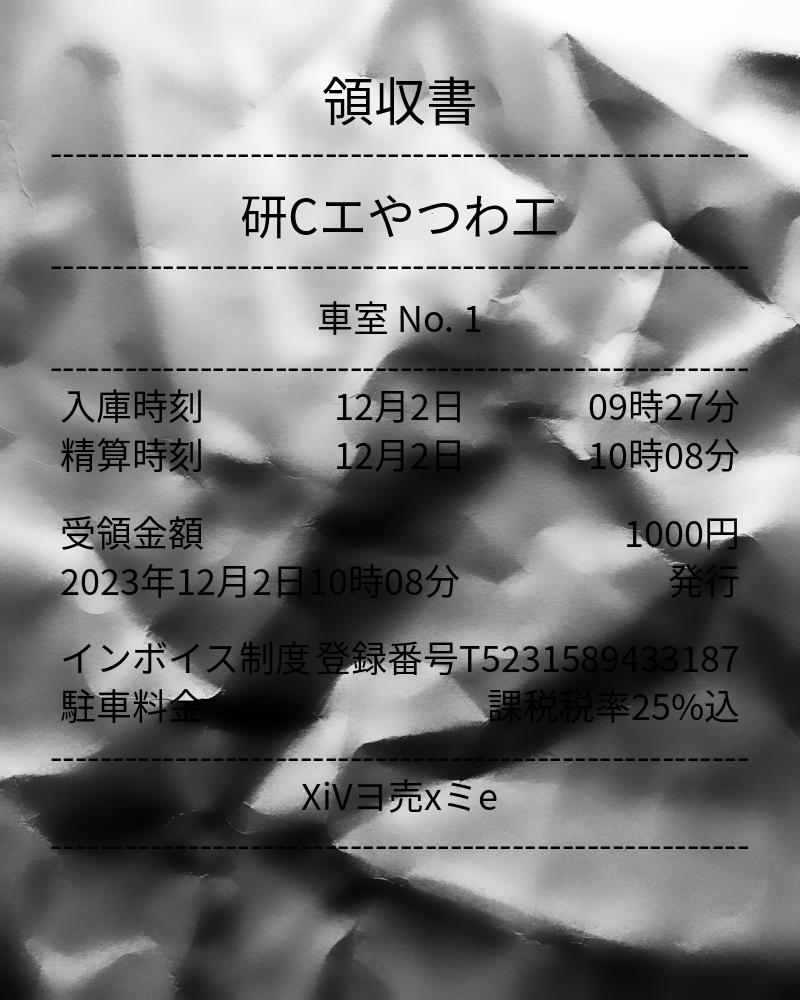 領収書
研Cエやつわ工
車室 No. 1
入庫時刻 12月2日 09時27分
精算時刻 12月2日 10時08分
受領金額 1000円
2023年12月2日10時08分 発行
インボイス制度 登録番号T5231589433187
駐車料金 課税税率25%込
XiVヨ売xミe